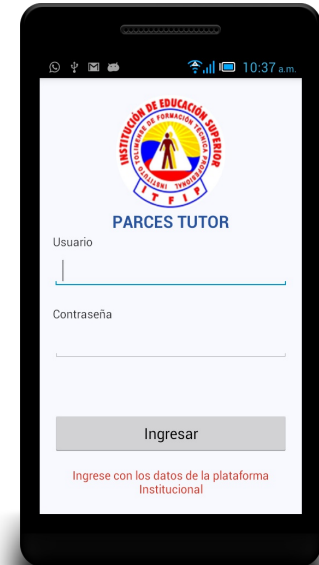 10:37 a.m.
INSTITUCIÓN DE EDUCACIÓN SUPERIOR
INSTITUTO TOLIMENSE DE FORMACIÓN TÉCNICA PROFESIONAL
ITFIP
PARCES TUTOR
Usuario
Contraseña
Ingresar
Ingrese con los datos de la plataforma
Institucional